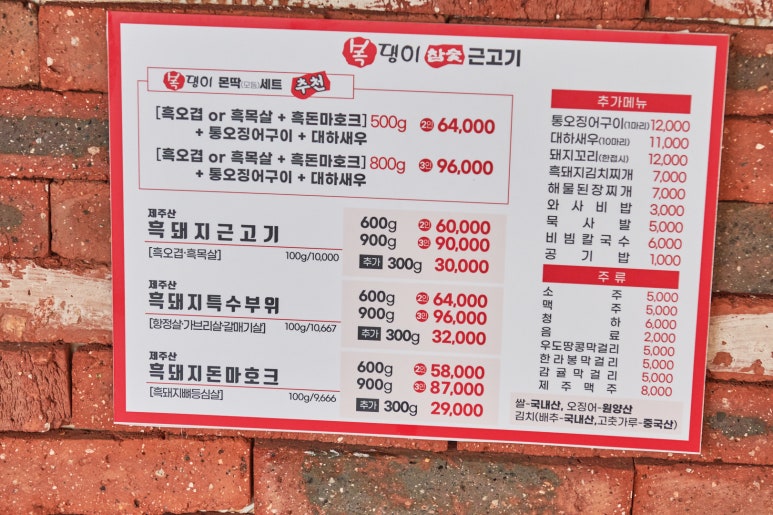 복댕이 참숯 근고기
복댕이 몬딱(모둠)세트 추천
[흑오겹 or 흑목살 + 흑돈마호크] 500g 2인 64,000
+ 통오징어구이 + 대하새우
[흑오겹 or 흑목살 + 흑돈마호크] 800g 3인 96,000
+ 통오징어구이 + 대하새우
제주산
흑돼지근고기
[흑오겹·흑목살] 100g/10,000
600g 2인 60,000
900g 3인 90,000
추가 300g 30,000
제주산
흑돼지특수부위
[항정살·가브리살·갈매기살] 100g/10,667
600g 2인 64,000
900g 3인 96,000
추가 300g 32,000
제주산
흑돼지돈마호크
[흑돼지뼈등심살] 100g/9,666
600g 2인 58,000
900g 3인 87,000
추가 300g 29,000
추가메뉴
통오징어구이(1마리) 12,000
대하새우(10마리) 11,000
돼지꼬리(한접시) 12,000
흑돼지김치찌개 7,000
해물된장찌개 7,000
와사비밥 3,000
묵사발 5,000
비빔칼국수 6,000
공기밥 1,000
주류
소주 5,000
맥주 5,000
청하 6,000
음료 2,000
우도땅콩막걸리 5,000
한라봉막걸리 5,000
감귤막걸리 5,000
제주맥주 8,000
쌀-국내산, 오징어-원양산
김치(배추-국내산,고춧가루-중국산)